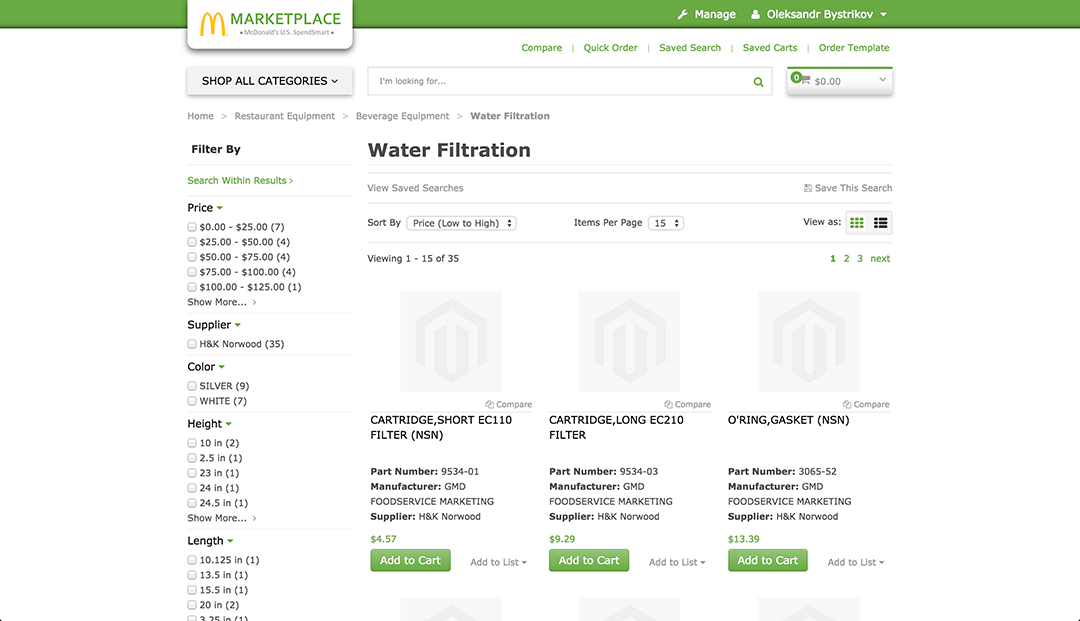 MARKETPLACE
• McDonald's U.S. SpendSmart •
Manage Oleksandr Bystrikov
Compare | Quick Order | Saved Search | Saved Carts | Order Template
SHOP ALL CATEGORIES
I'm looking for...
0 $0.00
Home > Restaurant Equipment > Beverage Equipment > Water Filtration
Filter By
Search Within Results ›
Price
$0.00 - $25.00 (7)
$25.00 - $50.00 (4)
$50.00 - $75.00 (4)
$75.00 - $100.00 (4)
$100.00 - $125.00 (1)
Show More... ›
Supplier
H&K Norwood (35)
Color
SILVER (9)
WHITE (7)
Height
10 in (2)
2.5 in (1)
23 in (1)
24 in (1)
24.5 in (1)
Show More... ›
Length
10.125 in (1)
13.5 in (1)
15.5 in (1)
20 in (2)
3.25 in (1)
Water Filtration
View Saved Searches Save This Search
Sort By Price (Low to High) Items Per Page 15 View as:
Viewing 1 - 15 of 35 1 2 3 next
Compare
CARTRIDGE,SHORT EC110
FILTER (NSN)
Part Number: 9534-01
Manufacturer: GMD
FOODSERVICE MARKETING
Supplier: H&K Norwood
$4.57
Add to Cart Add to List
Compare
CARTRIDGE,LONG EC210
FILTER
Part Number: 9534-03
Manufacturer: GMD
FOODSERVICE MARKETING
Supplier: H&K Norwood
$9.29
Add to Cart Add to List
Compare
O'RING,GASKET (NSN)
Part Number: 3065-52
Manufacturer: GMD
FOODSERVICE MARKETING
Supplier: H&K Norwood
$13.39
Add to Cart Add to List